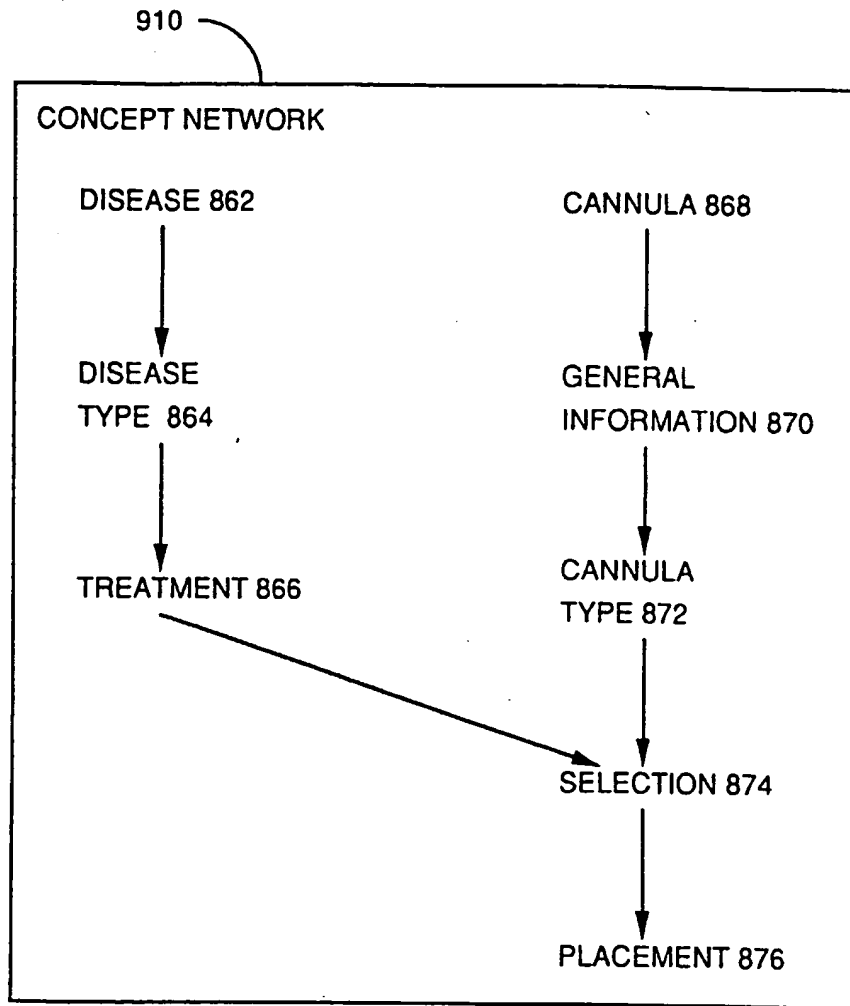 910
CONCEPT NETWORK
DISEASE 862
CANNULA 868
DISEASE
TYPE 864
GENERAL
INFORMATION 870
TREATMENT 866
CANNULA
TYPE 872
SELECTION 874
PLACEMENT 876